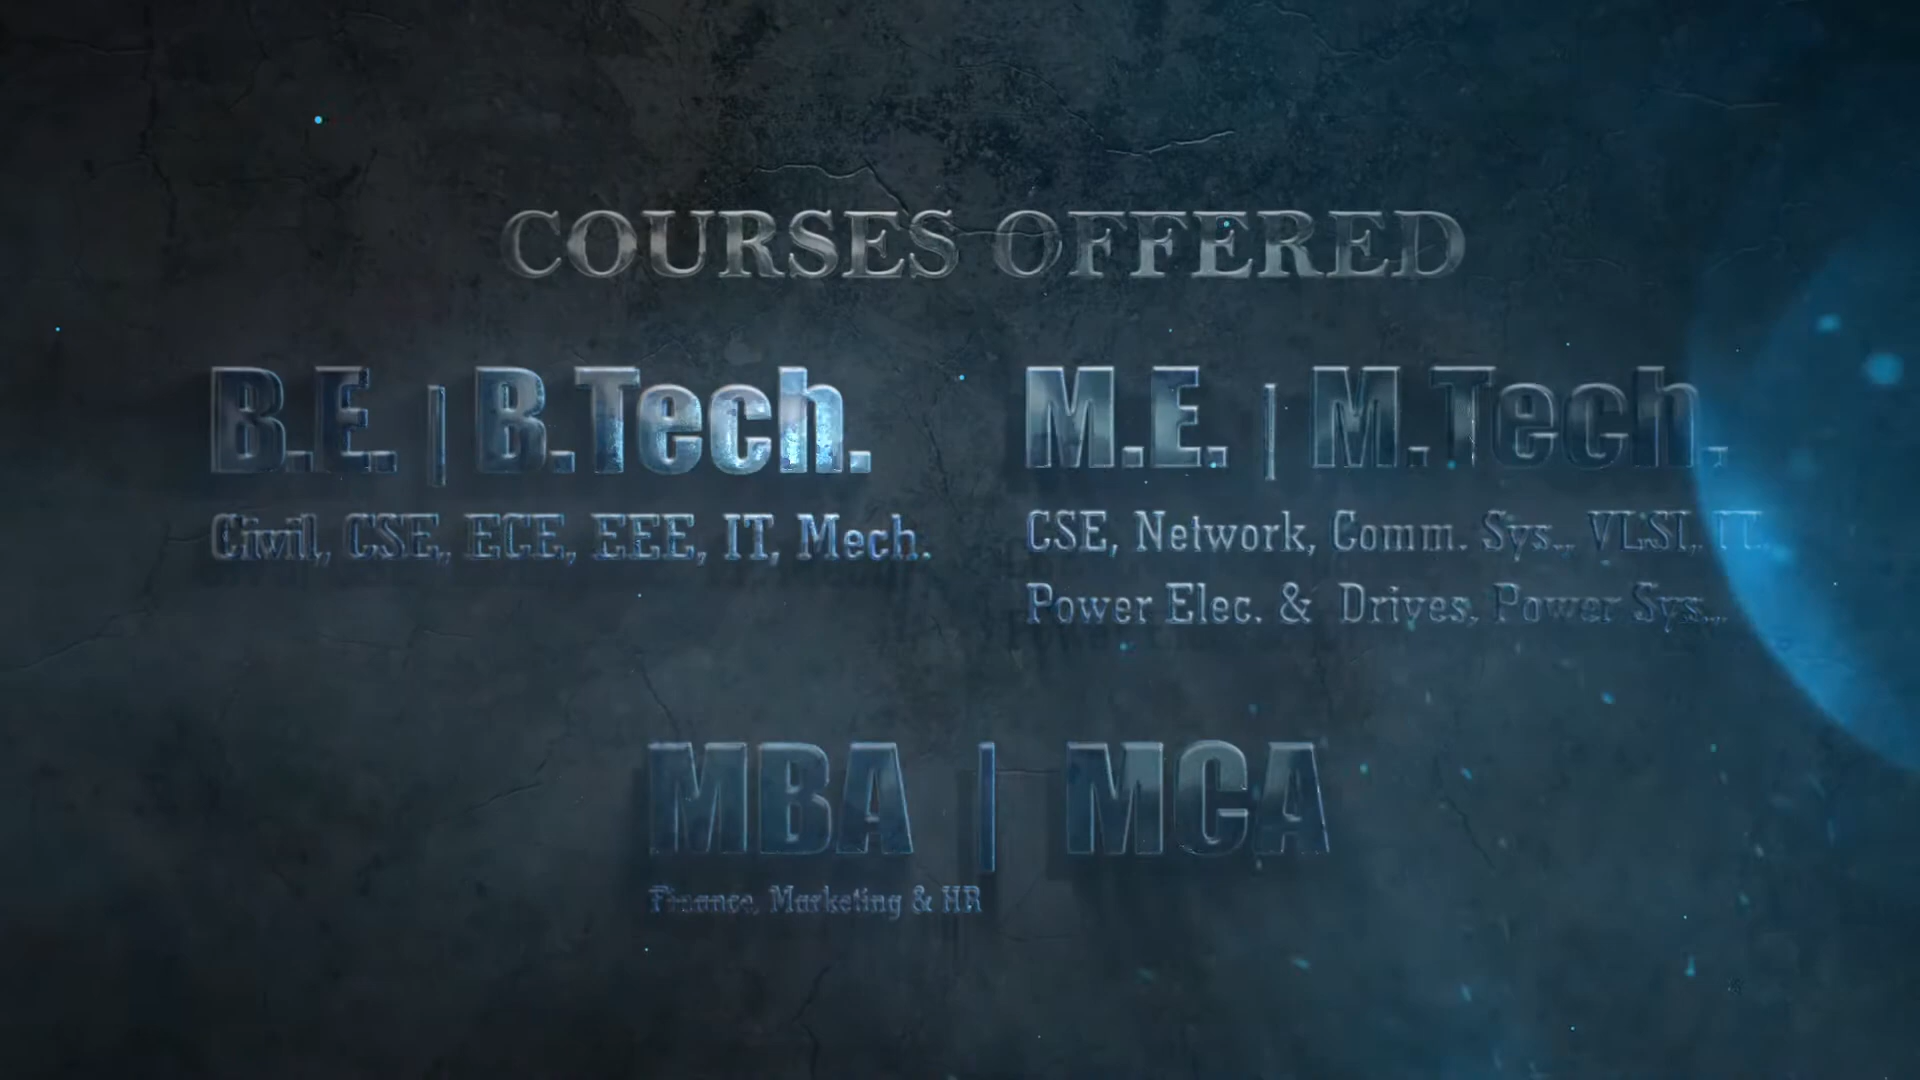 COURSES OFFERED
B.E. | B.Tech.
Civil, CSE, ECE, EEE, IT, Mech.
M.E. | M.Tech.
CSE, Network, Comm. Sys., VLSI, IT,
Power Elec. & Drives, Power Sys.,
MBA | MCA
Finance, Marketing & HR